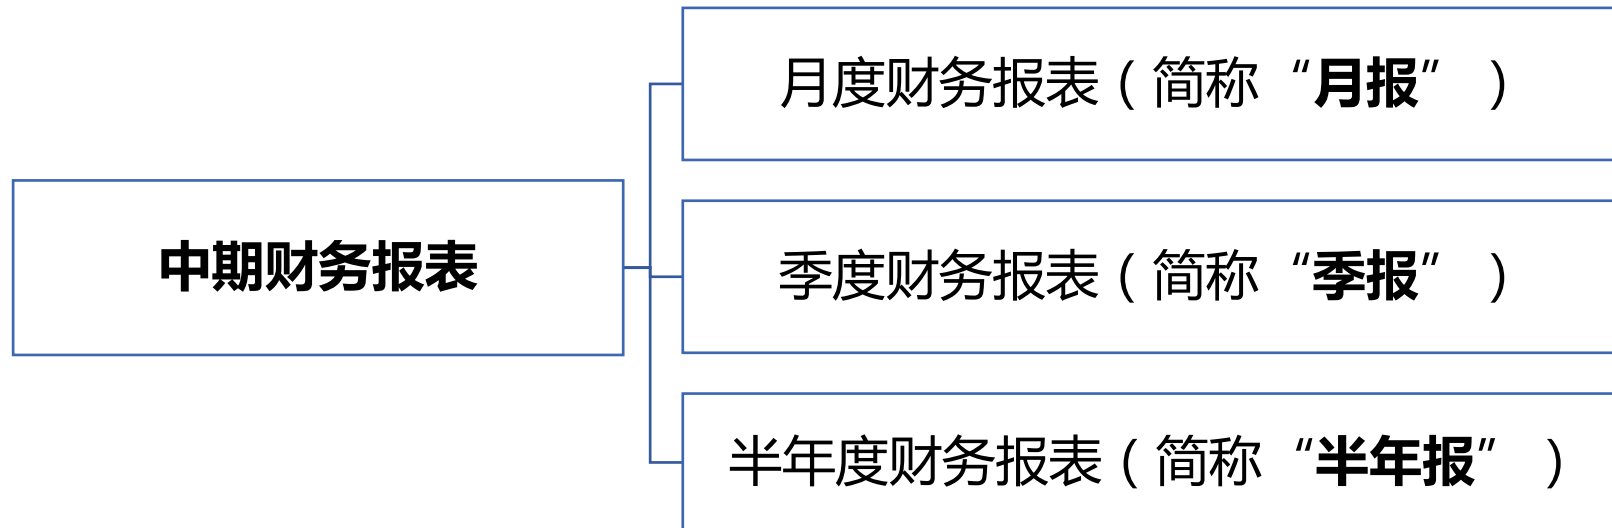 月度财务报表（简称“月报”）
中期财务报表
季度财务报表（简称“季报”）
半年度财务报表（简称“半年报”）